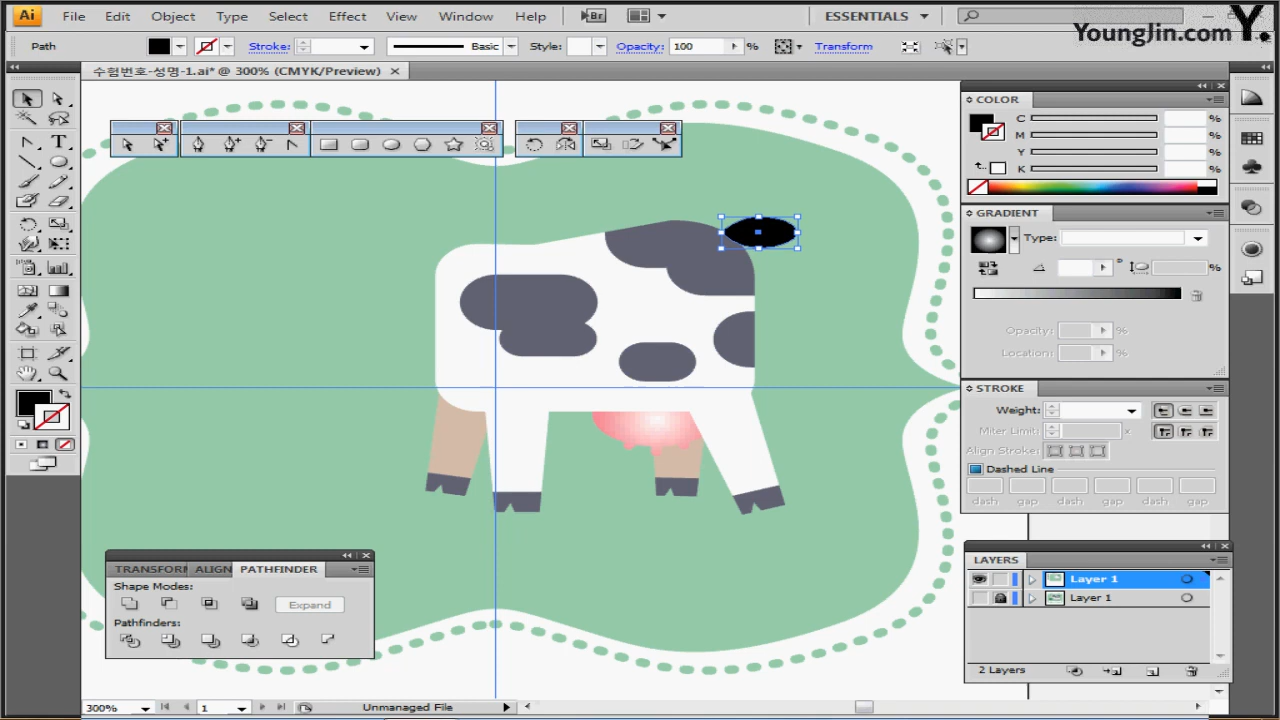 Ai File Edit Object Type Select Effect View Window Help Br ESSENTIALS
YoungJin.com Y.
Path Stroke: Basic Style: Opacity: 100 % Transform
수험번호-성명-1.ai* @ 300% (CMYK/Preview)
COLOR
C %
M %
Y %
K %
GRADIENT
Type:
° %
Opacity: %
Location: %
STROKE
Weight:
Miter Limit: x
Align Stroke:
Dashed Line
dash gap dash gap dash gap
LAYERS
Layer 1
Layer 1
2 Layers
TRANSFORM ALIGN PATHFINDER
Shape Modes:
Expand
Pathfinders:
300% 1 Unmanaged File